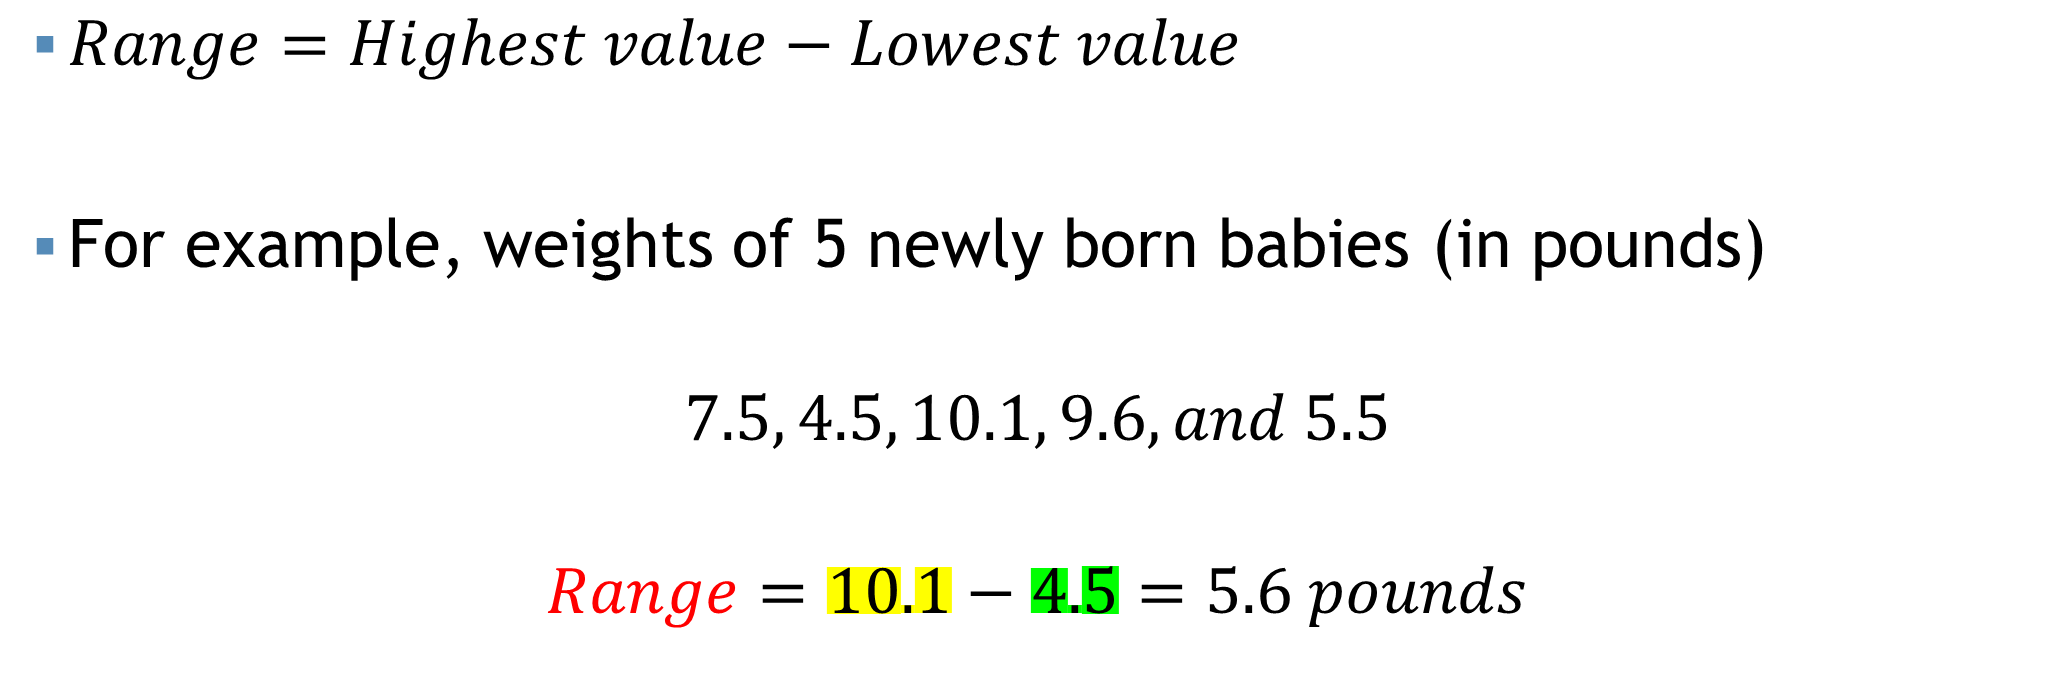 ▪ Range = Highest value − Lowest value
▪ For example, weights of 5 newly born babies (in pounds)
7.5, 4.5, 10.1, 9.6, and 5.5
Range = 10.1 − 4.5 = 5.6 pounds